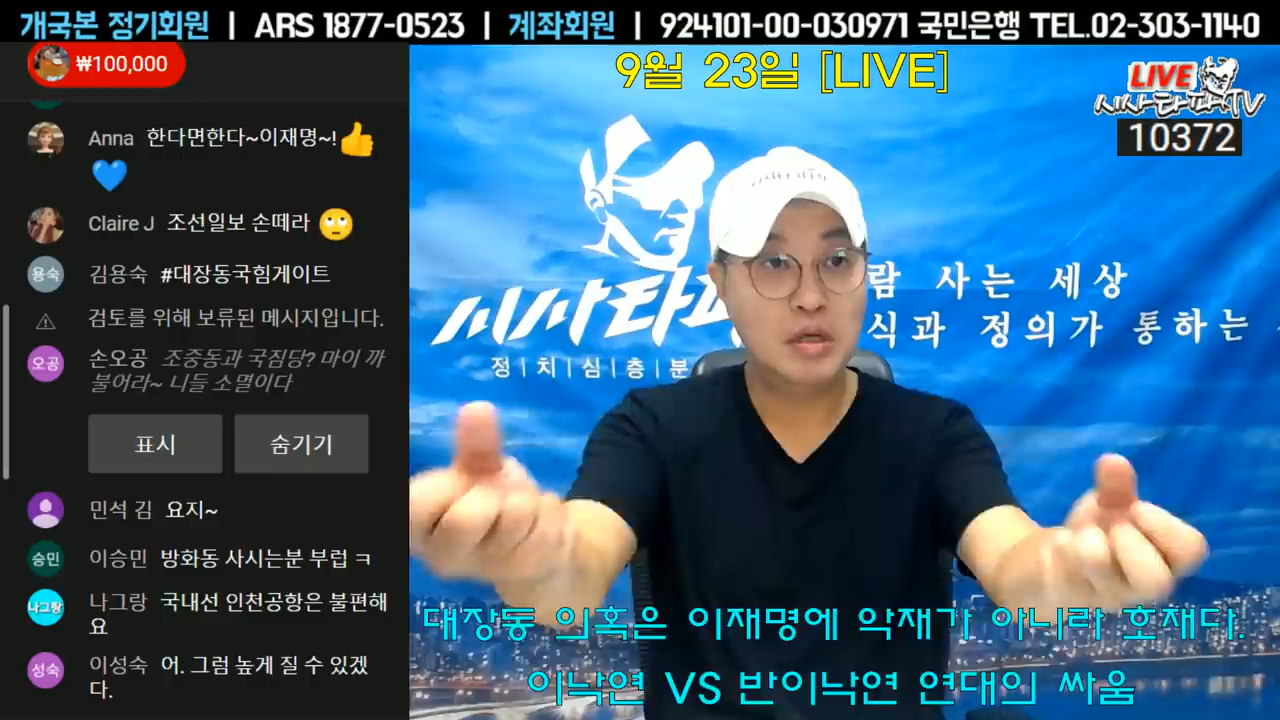 개국본 정기회원 | ARS 1877-0523 | 계좌회원 | 924101-00-030971 국민은행 TEL.02-303-1140
₩100,000
9월 23일 [LIVE]
LIVE
시사타파TV
10372
Anna 한다면한다~이재명~!
Claire J 조선일보 손떼라
용숙 김용숙 #대장동국힘게이트
검토를 위해 보류된 메시지입니다.
오공 손오공 조중동과 국짐당? 마이 까
불어라~ 니들 소멸이다
표시 숨기기
민석 김 요지~
승민 이승민 방화동 사시는분 부럽 ㅋ
나그랑 나그랑 국내선 인천공항은 불편해
요
성숙 이성숙 어. 그럼 높게 질 수 있겠
다.
시사타파
정|치|심|층|분
람 사는 세상
식과 정의가 통하는
대장동 의혹은 이재명에 악재가 아니라 호재다.
이낙연 VS 반이낙연 연대의 싸움